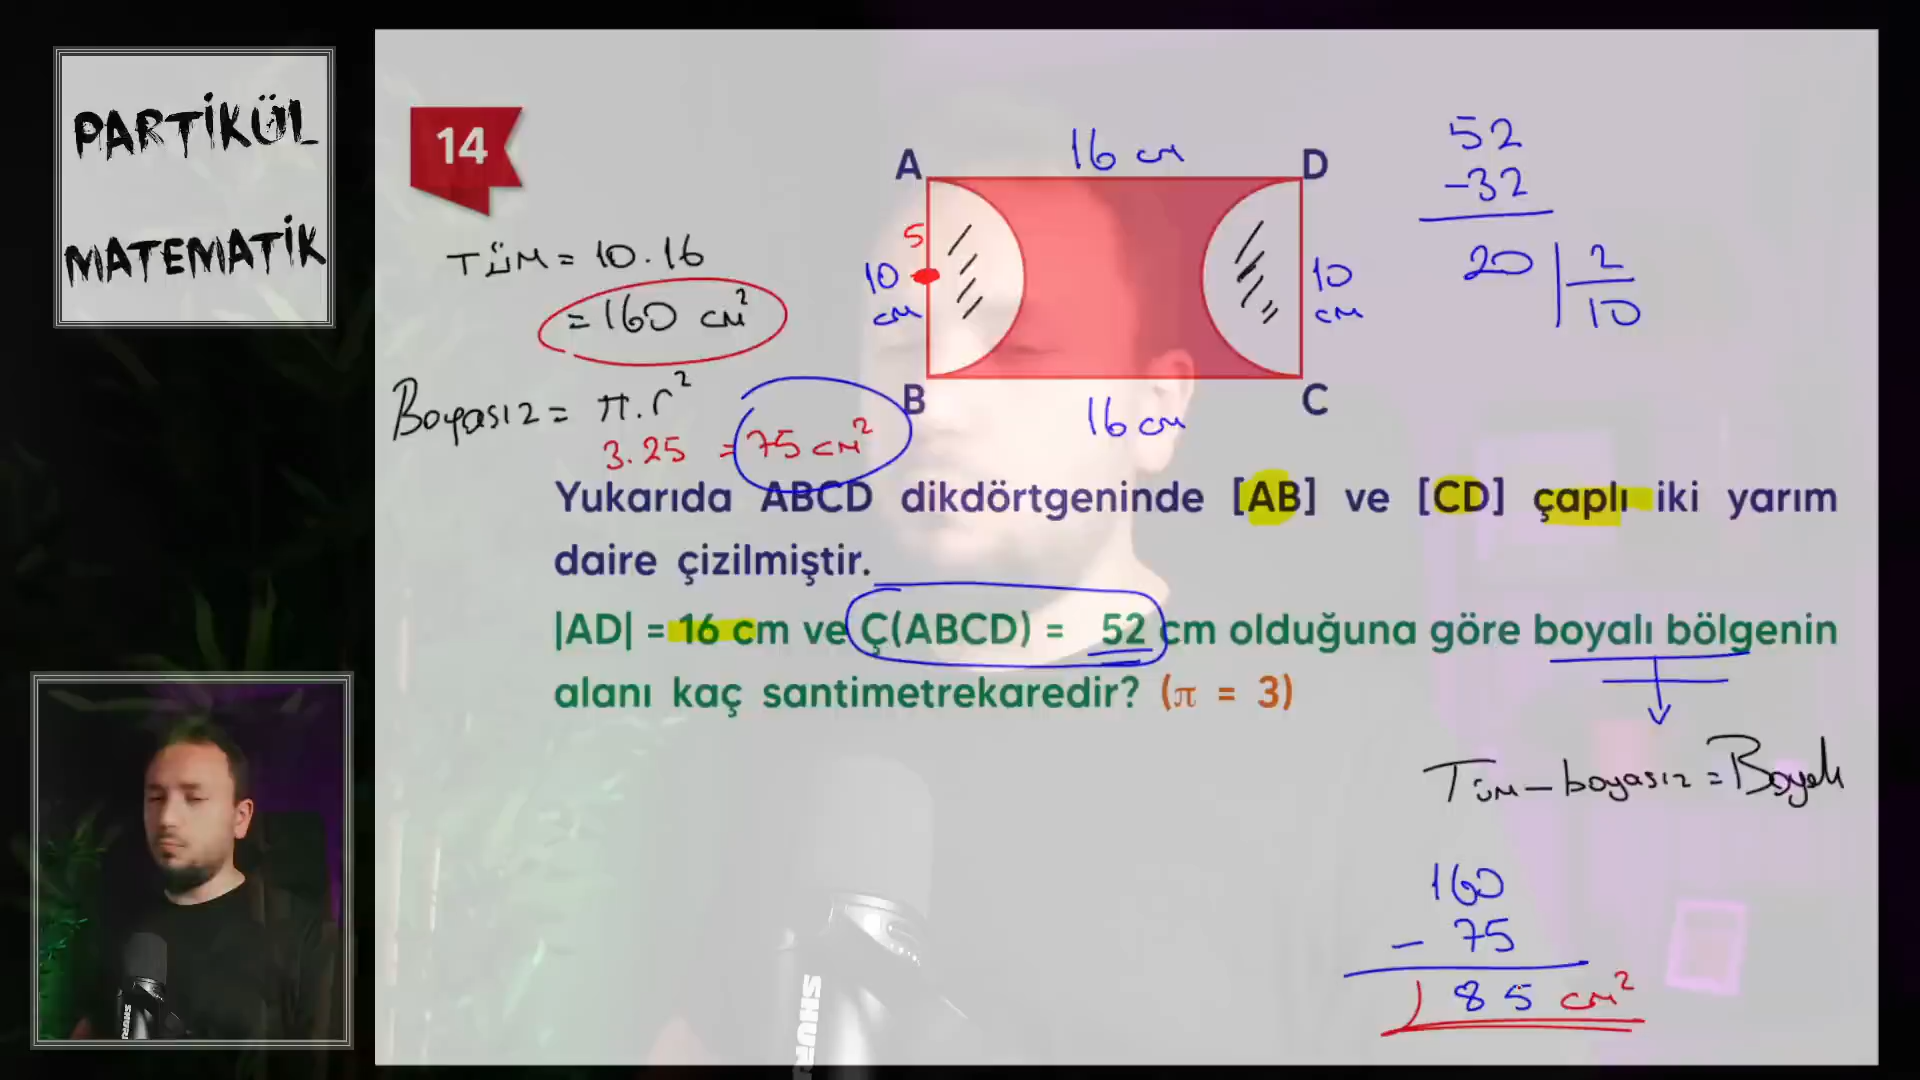 PARTİKÜL
MATEMATİK
14
A
16 cm
D
52
-32
20 2
10
TÜM = 10.16
= 160 cm²
5
10
cm
10
cm
Boyasız = π.r²
3.25 = 75 cm²
B
16 cm
C
Yukarıda ABCD dikdörtgeninde [AB] ve [CD] çaplı iki yarım
daire çizilmiştir.
|AD| = 16 cm ve Ç(ABCD) = 52 cm olduğuna göre boyalı bölgenin
alanı kaç santimetrekaredir? (π = 3)
Tüm - boyasız = Boyalı
160
- 75
85 cm²
SHURE
SHURE